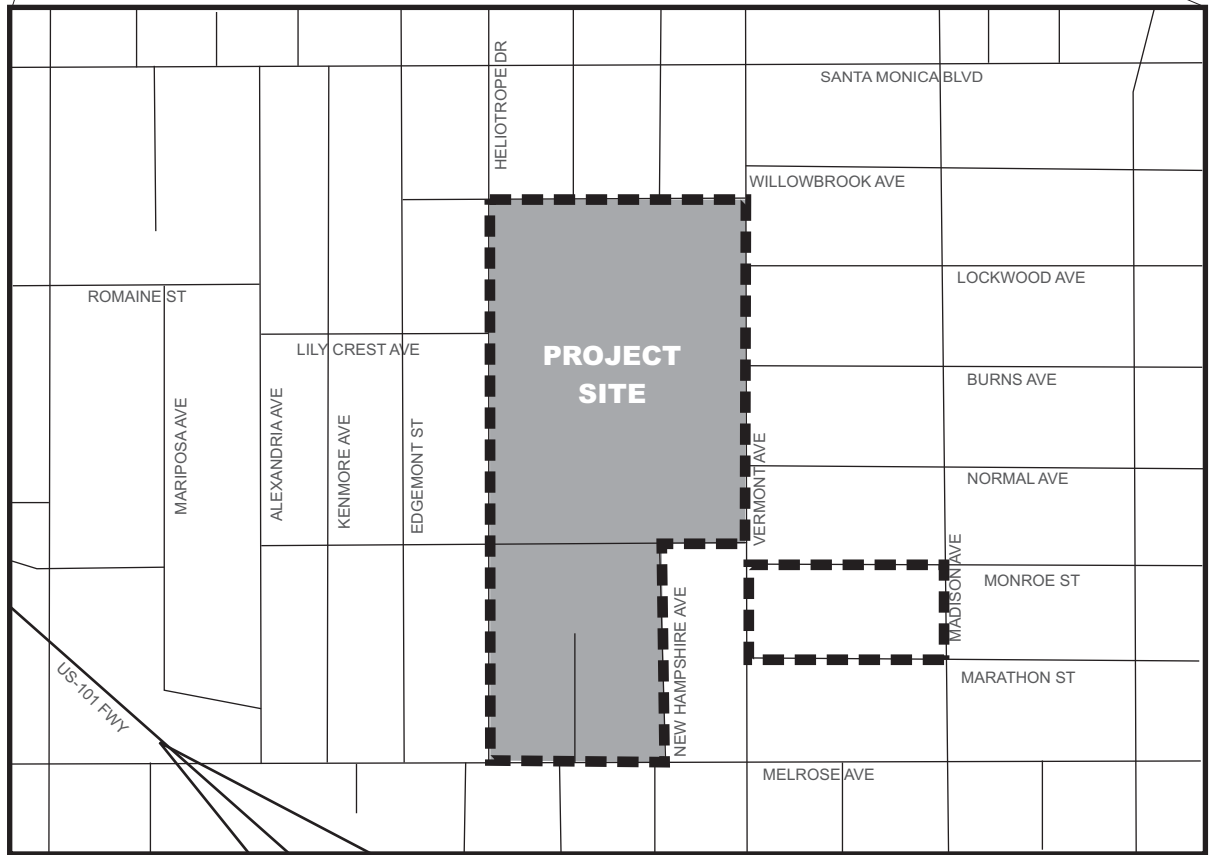 HELIOTROPE DR
SANTA MONICA BLVD
WILLOWBROOK AVE
LOCKWOOD AVE
ROMAINE ST
LILY CREST AVE
PROJECT
SITE
BURNS AVE
MARIPOSA AVE
ALEXANDRIA AVE
KENMORE AVE
EDGEMONT ST
VERMONT AVE
NORMAL AVE
MADISON AVE
MONROE ST
NEW HAMPSHIRE AVE
US-101 FWY
MARATHON ST
MELROSE AVE